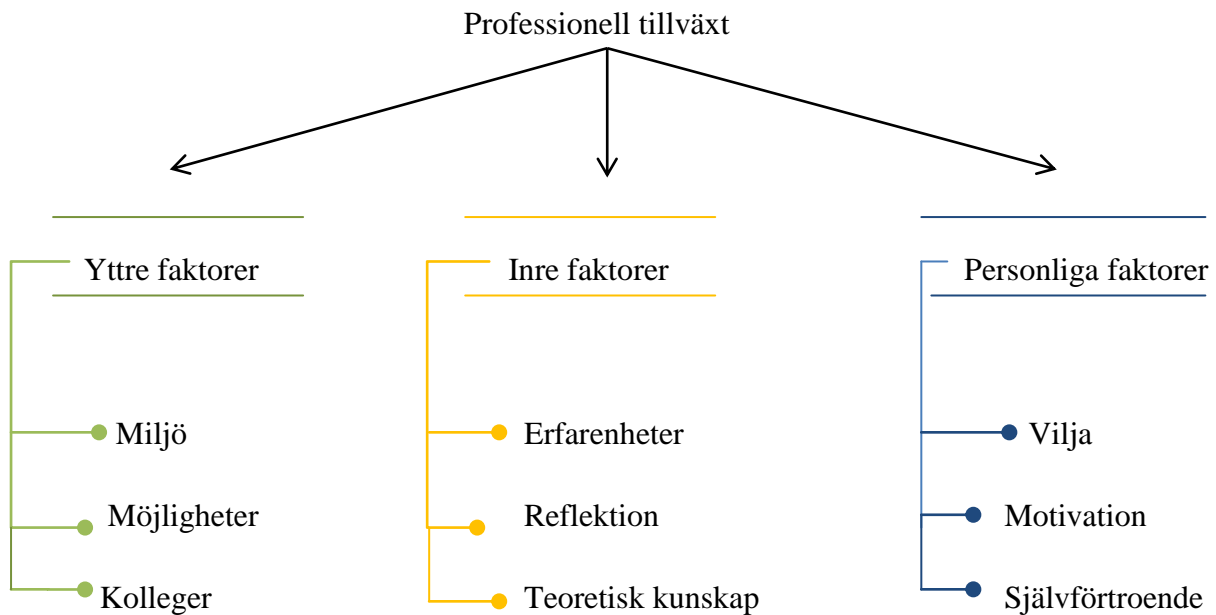 Professionell tillväxt
Yttre faktorer
Miljö
Möjligheter
Kolleger
Inre faktorer
Erfarenheter
Reflektion
Teoretisk kunskap
Personliga faktorer
Vilja
Motivation
Självförtroende